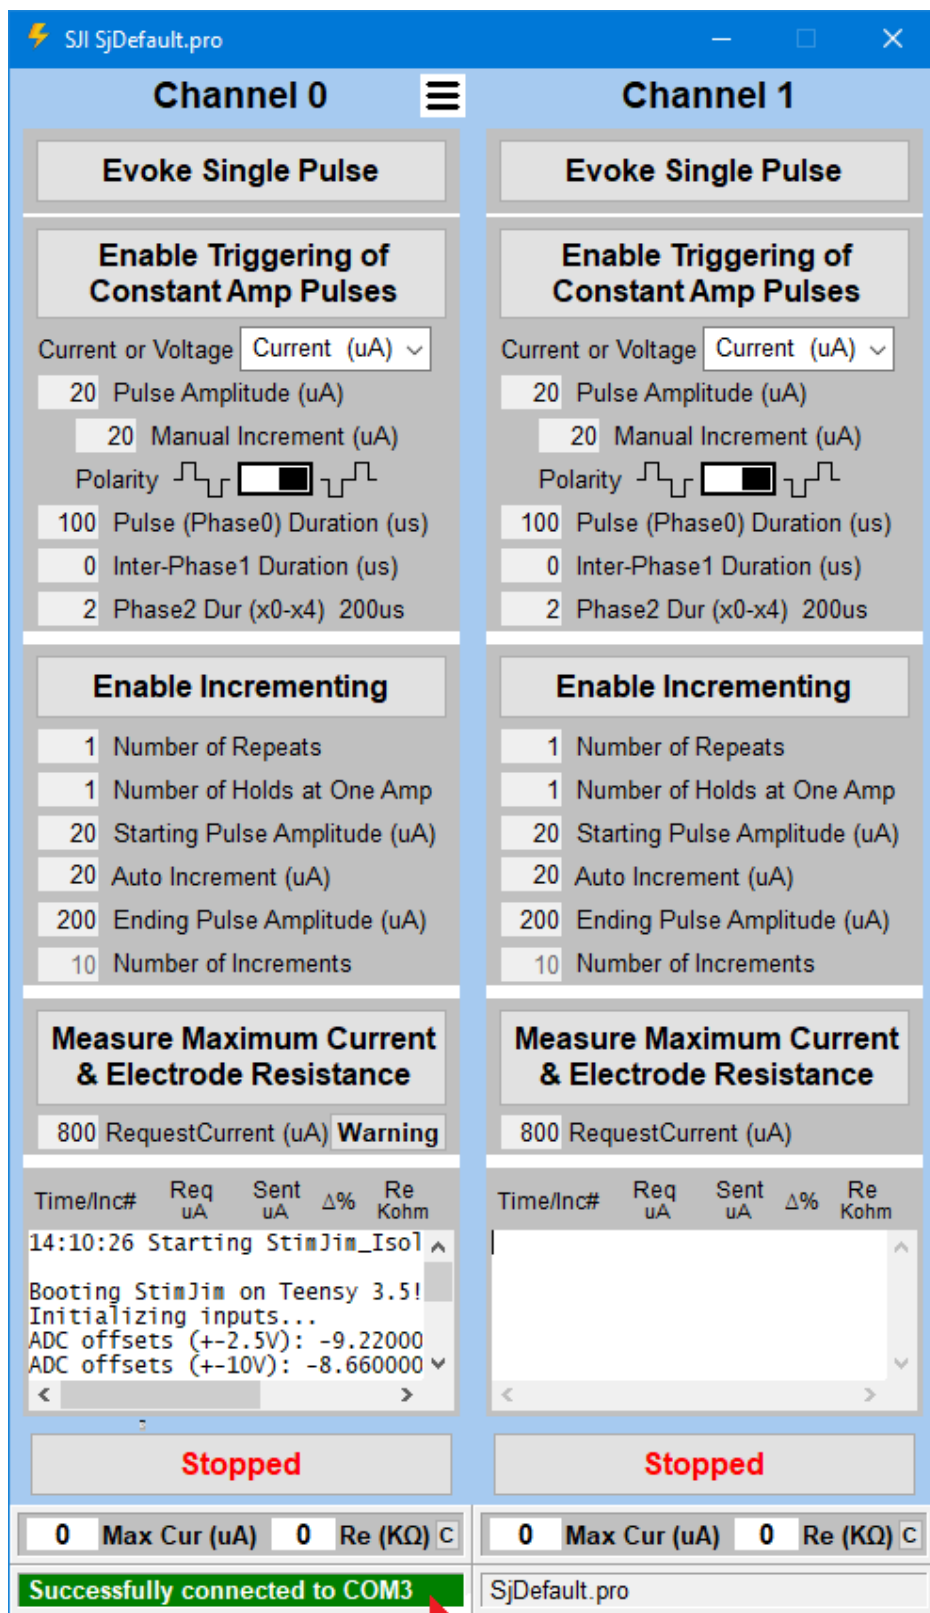 SJI SjDefault.pro
Channel 0
Evoke Single Pulse
Enable Triggering of
Constant Amp Pulses
Current or Voltage Current (uA)
20 Pulse Amplitude (uA)
20 Manual Increment (uA)
Polarity
100 Pulse (Phase0) Duration (us)
0 Inter-Phase1 Duration (us)
2 Phase2 Dur (x0-x4) 200us
Enable Incrementing
1 Number of Repeats
1 Number of Holds at One Amp
20 Starting Pulse Amplitude (uA)
20 Auto Increment (uA)
200 Ending Pulse Amplitude (uA)
10 Number of Increments
Measure Maximum Current
& Electrode Resistance
800 RequestCurrent (uA) Warning
Time/Inc# Req uA Sent uA Δ% Re Kohm
14:10:26 Starting StimJim_Isol
Booting StimJim on Teensy 3.5!
Initializing inputs...
ADC offsets (+-2.5V): -9.22000
ADC offsets (+-10V): -8.660000
Stopped
0 Max Cur (uA) 0 Re (KΩ) C
Successfully connected to COM3
Channel 1
Evoke Single Pulse
Enable Triggering of
Constant Amp Pulses
Current or Voltage Current (uA)
20 Pulse Amplitude (uA)
20 Manual Increment (uA)
Polarity
100 Pulse (Phase0) Duration (us)
0 Inter-Phase1 Duration (us)
2 Phase2 Dur (x0-x4) 200us
Enable Incrementing
1 Number of Repeats
1 Number of Holds at One Amp
20 Starting Pulse Amplitude (uA)
20 Auto Increment (uA)
200 Ending Pulse Amplitude (uA)
10 Number of Increments
Measure Maximum Current
& Electrode Resistance
800 RequestCurrent (uA)
Time/Inc# Req uA Sent uA Δ% Re Kohm
Stopped
0 Max Cur (uA) 0 Re (KΩ) C
SjDefault.pro